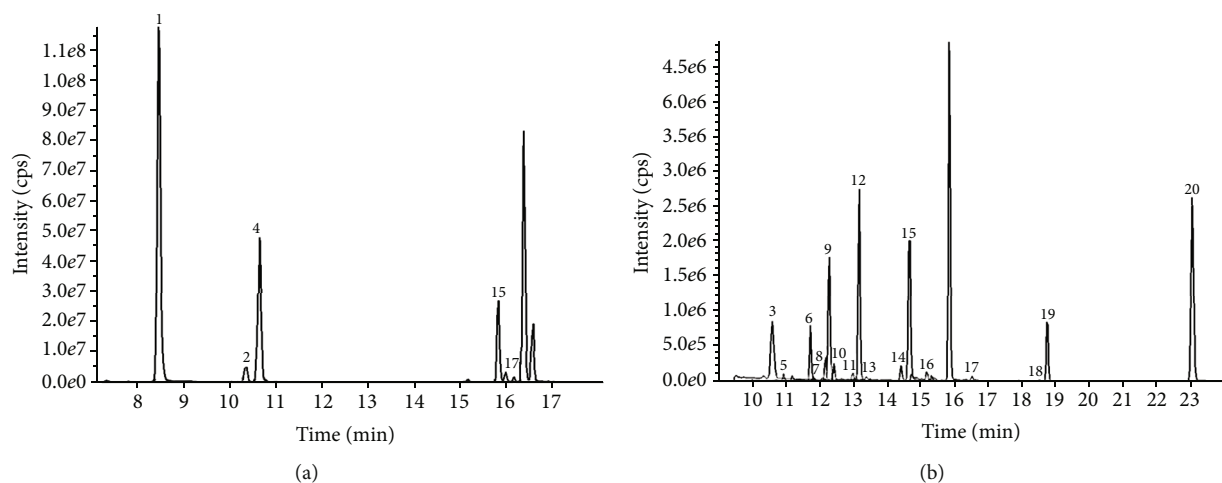 Intensity (cps)
1.1e8
1.0e8
9.0e7
8.0e7
7.0e7
6.0e7
5.0e7
4.0e7
3.0e7
2.0e7
1.0e7
0.0e0
1
2
4
15
17
8 9 10 11 12 13 14 15 16 17
Time (min)
(a)
Intensity (cps)
4.5e6
6.0e6
3.5e6
3.0e6
2.5e6
2.0e6
1.5e6
1.0e6
5.0e5
0.0e0
3
5
6
7
8
9
10
11
12
13
14
15
16
17
18
19
20
10 11 12 13 14 15 16 17 18 19 20 21 22 23
Time (min)
(b)